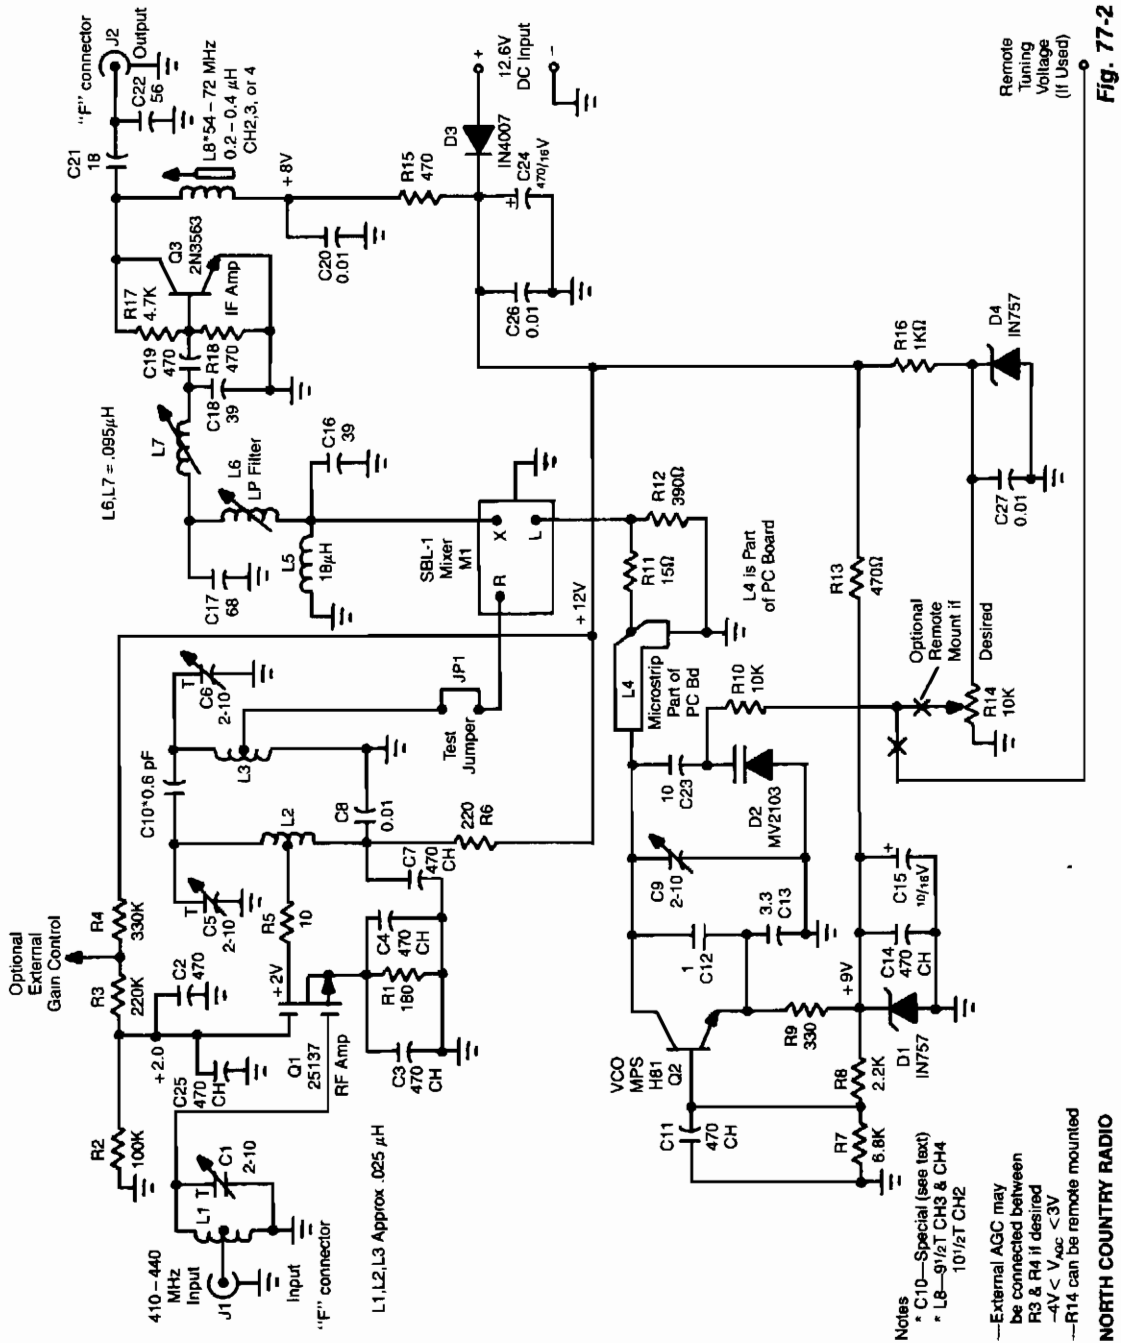 "F" connector
J2
Output
C21
18
C22
56
L8*54–72 MHz
0.2–0.4 µH
CH2,3, or 4
+8V
R15
470
D3
IN4007
+
12.6V
DC Input
–
C24
470/16V
+
C20
0.01
C26
0.01
Q3
2N3563
IF Amp
R17
4.7K
C19
470
R18
470
C18
39
L6,L7 = .095µH
L7
L6
LP Filter
C16
39
L5
18µH
C17
68
SBL-1
Mixer
M1
X
L
R
+12V
R12
390Ω
R11
15Ω
L4 is Part
of PC Board
L4
Microstrip
Part of
PC Bd
R13
470Ω
R16
1KΩ
D4
IN757
C27
0.01
Optional
Remote
Mount if
Desired
R14
10K
R10
10K
Remote
Tuning
Voltage
(If Used)
Fig. 77-2
T
C6
2-10
JP1
Test
Jumper
L3
C10*0.6 pF
L2
C8
0.01
220
R6
C7
470
CH
T
C5
2-10
R5
10
C4
470
CH
R1
180
C3
470
CH
Optional
External
Gain Control
R4
330K
R3
220K
C2
470
+2V
+2.0
C25
470
CH
Q1
25137
RF Amp
R2
100K
L1
T
C1
2-10
410–440
MHz
Input
J1
Input
"F" connector
L1,L2,L3 Approx .025 µH
10
C23
D2
MV2103
C9
2-10
3.3
C13
1
C12
C15
10/16V
+
C14
470
CH
+9V
D1
IN757
R9
330
VCO
MPS
H81
Q2
R8
2.2K
C11
470
CH
R7
6.8K
Notes
* C10—Special (see text)
* L8—9 1/2T CH3 & CH4
10 1/2T CH2
—External AGC may
be connected between
R3 & R4 if desired
-4V < VAGC <3V
—R14 can be remote mounted
NORTH COUNTRY RADIO